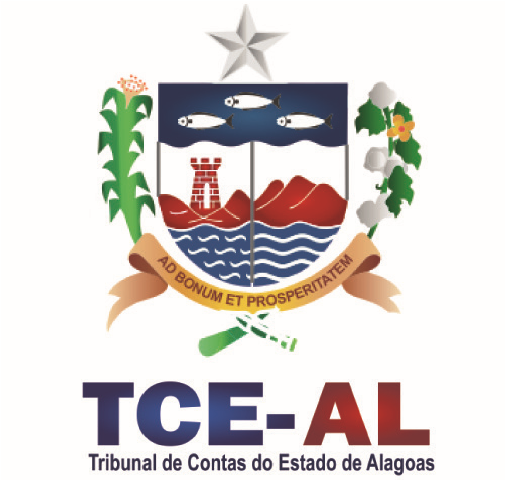 AD BONUM ET PROSPERITATEM
TCE-AL
Tribunal de Contas do Estado de Alagoas